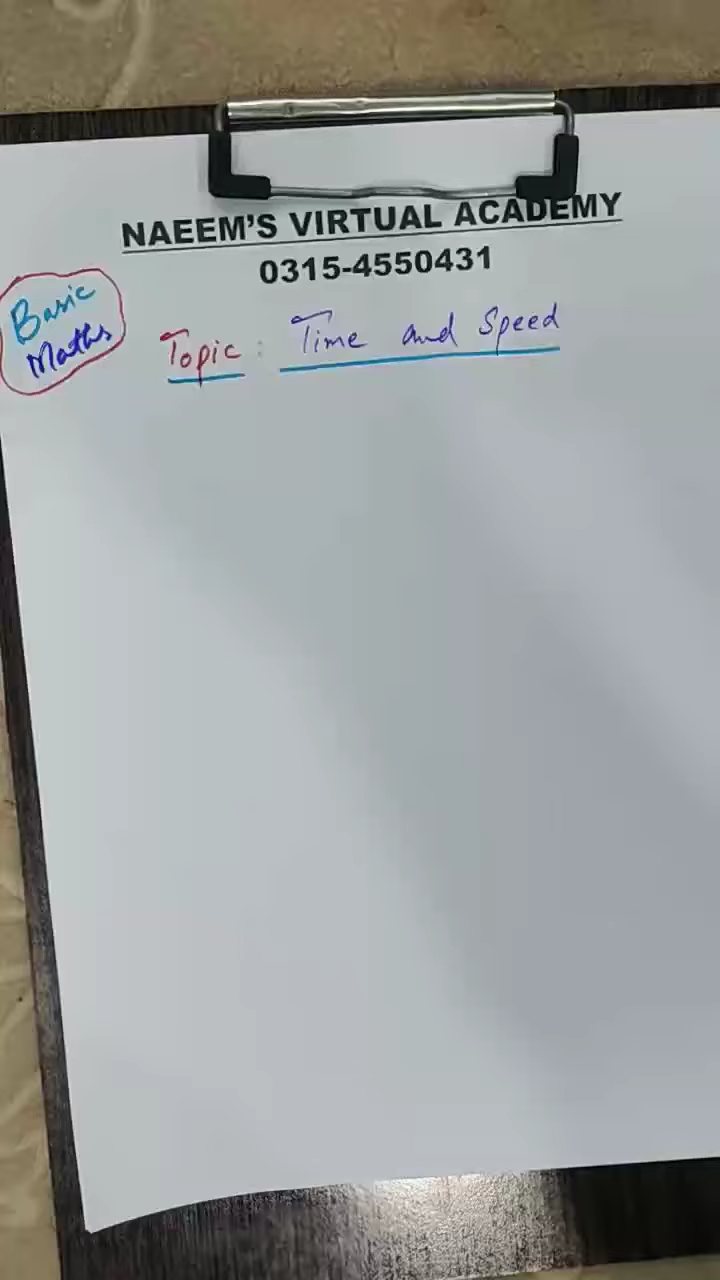 NAEEM'S VIRTUAL ACADEMY
0315-4550431
Basic
Maths
Topic : Time and Speed